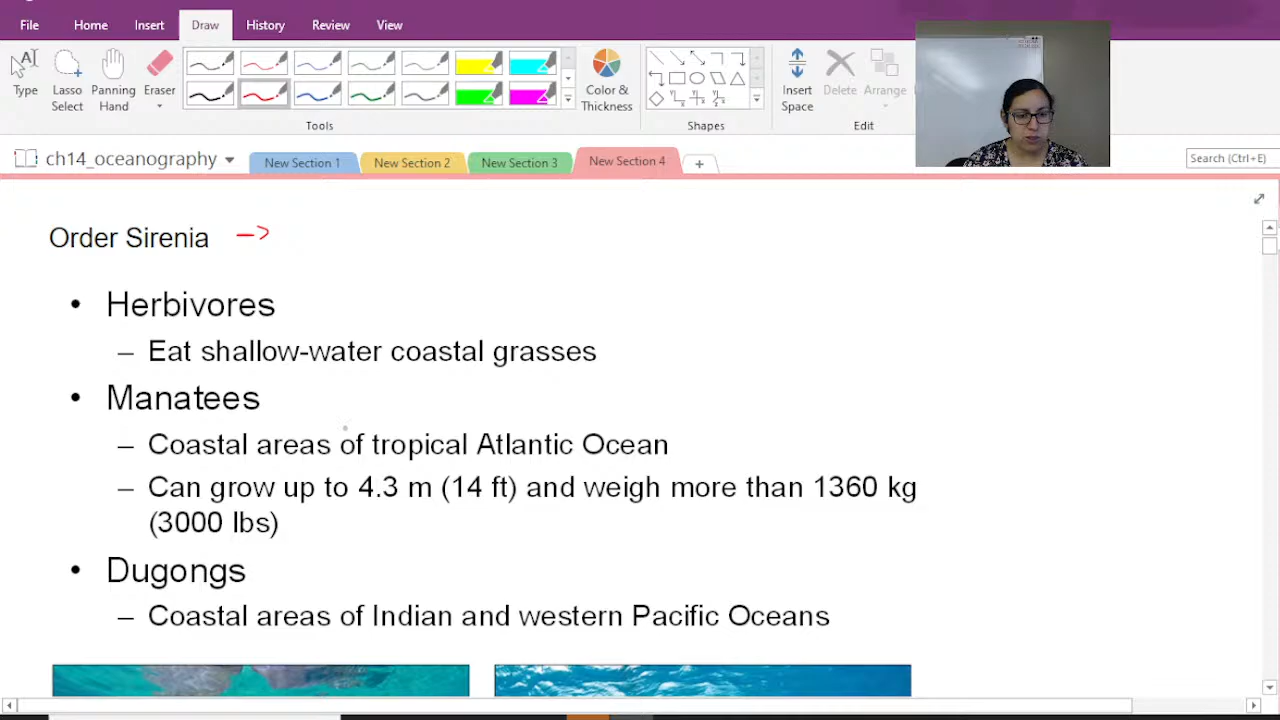 File Home Insert Draw History Review View
Type
Lasso Select
Panning Hand
Eraser
Color & Thickness
Insert Space
Delete
Arrange
Tools
Shapes
Edit
ch14_oceanography
New Section 1
New Section 2
New Section 3
New Section 4
Search (Ctrl+E)
Order Sirenia ->
• Herbivores
– Eat shallow-water coastal grasses
• Manatees
– Coastal areas of tropical Atlantic Ocean
– Can grow up to 4.3 m (14 ft) and weigh more than 1360 kg
(3000 lbs)
• Dugongs
– Coastal areas of Indian and western Pacific Oceans